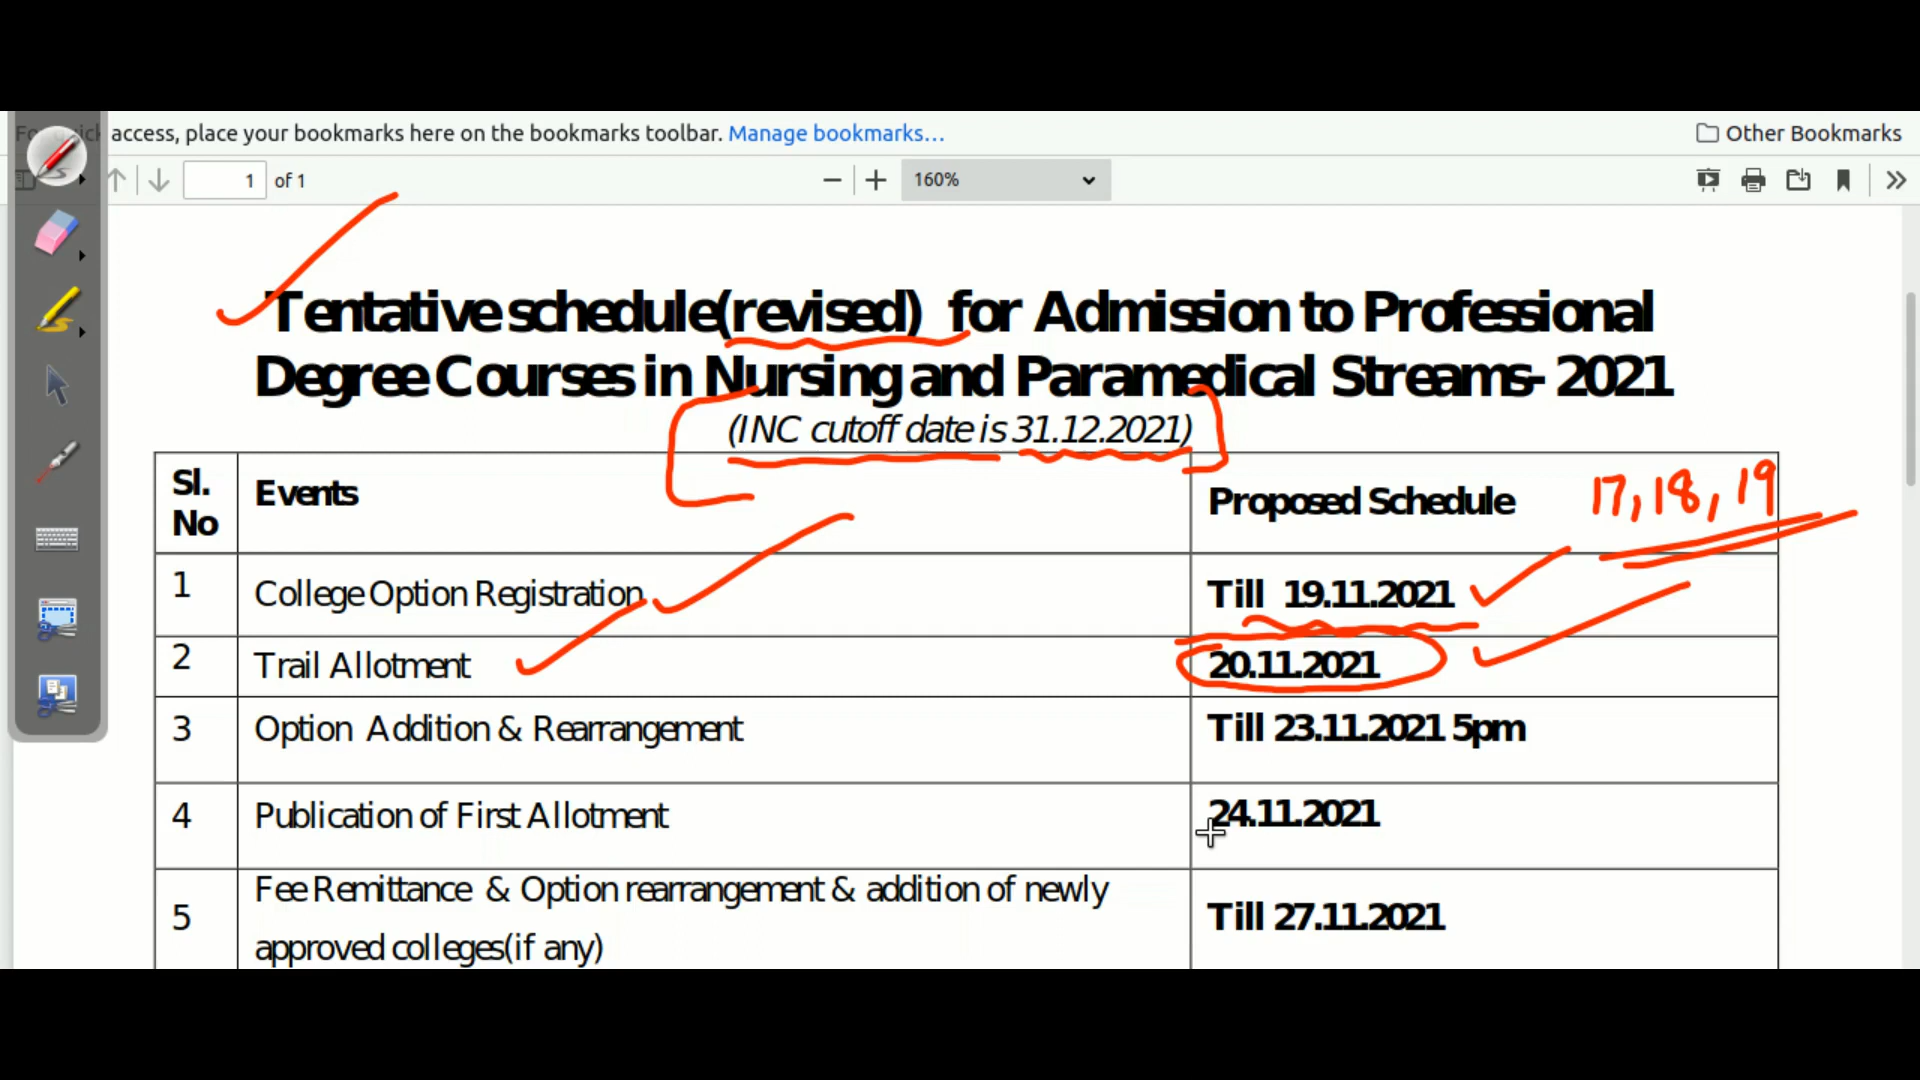 access, place your bookmarks here on the bookmarks toolbar. Manage bookmarks...
Other Bookmarks
1 of 1
160%
Tentative schedule(revised) for Admission to Professional
Degree Courses in Nursing and Paramedical Streams- 2021
(INC cutoff date is 31.12.2021)
Sl. No
Events
Proposed Schedule
17, 18, 19
1
College Option Registration
Till 19.11.2021
2
Trail Allotment
20.11.2021
3
Option Addition & Rearrangement
Till 23.11.2021 5pm
4
Publication of First Allotment
24.11.2021
5
Fee Remittance & Option rearrangement & addition of newly
approved colleges(if any)
Till 27.11.2021